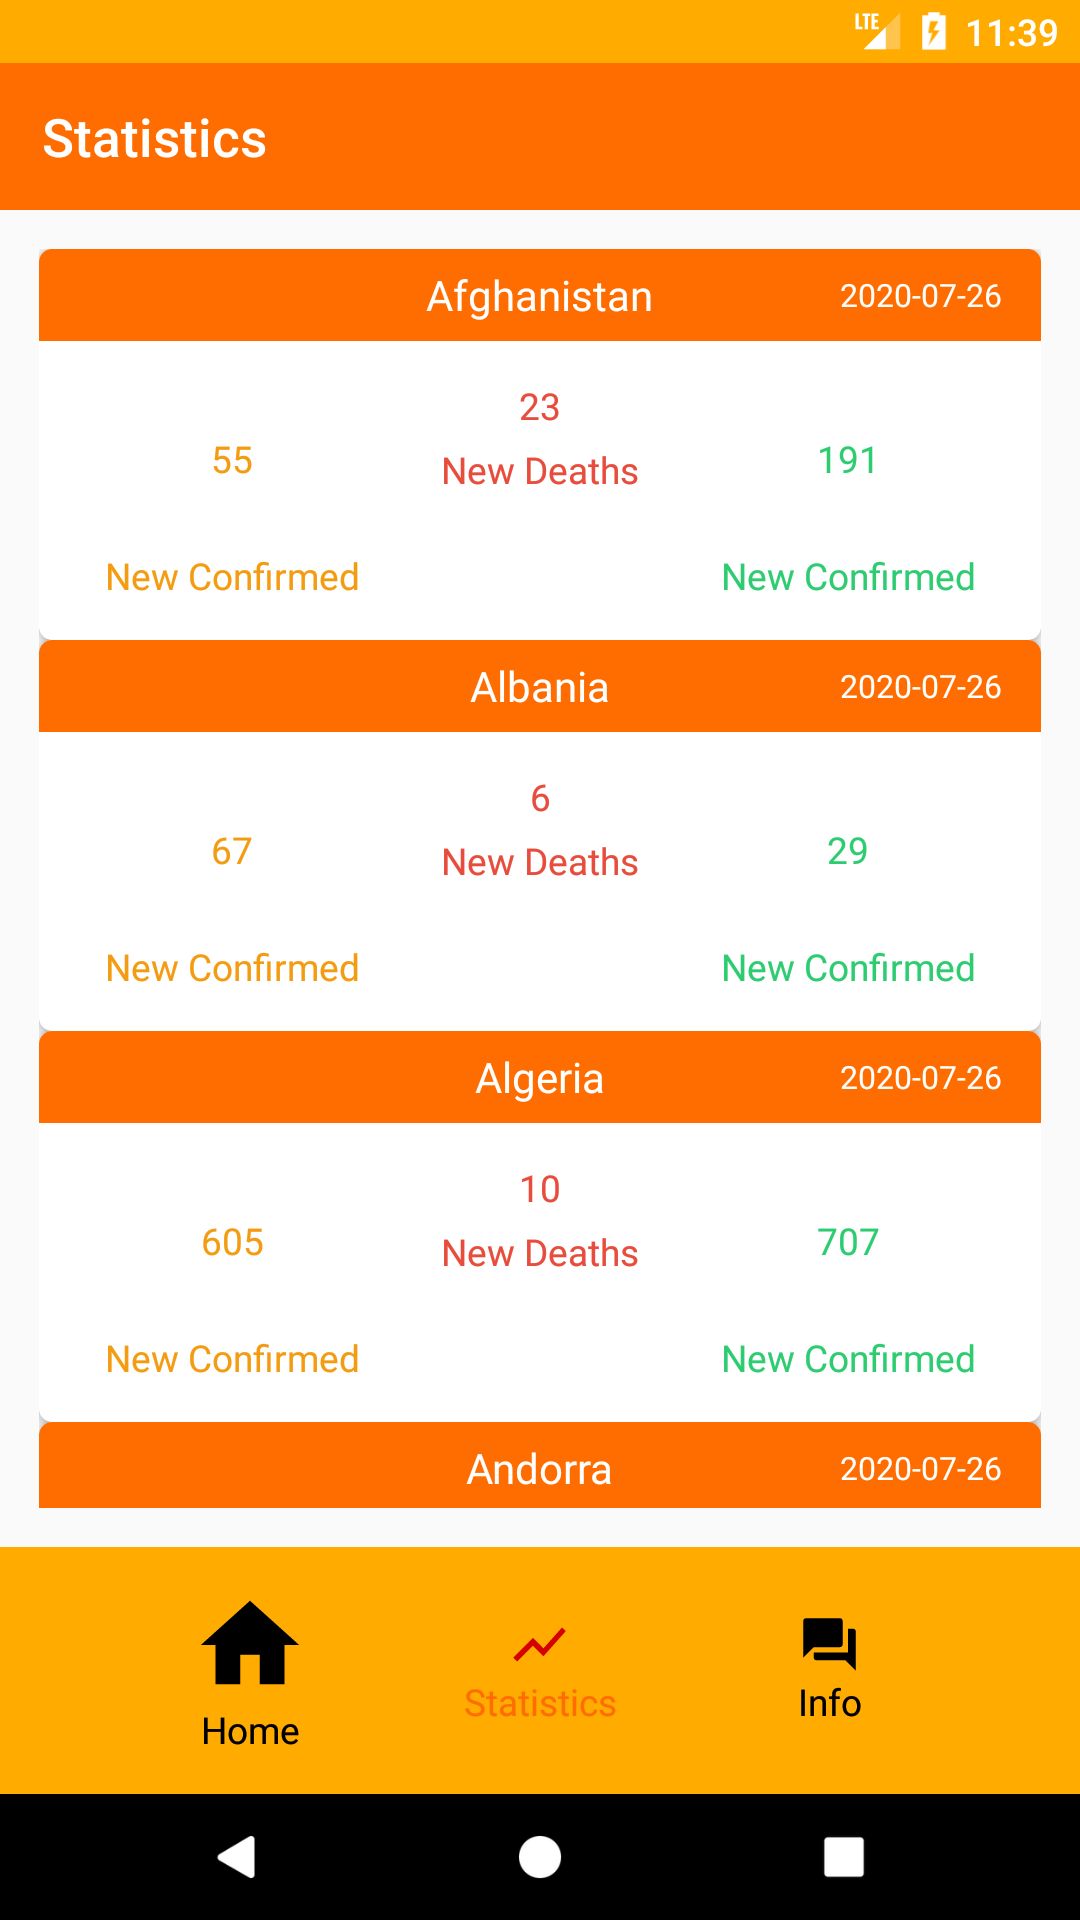 LTE 11:39
Statistics
Afghanistan 2020-07-26
23
55 191
New Deaths
New Confirmed New Confirmed
Albania 2020-07-26
6
67 29
New Deaths
New Confirmed New Confirmed
Algeria 2020-07-26
10
605 707
New Deaths
New Confirmed New Confirmed
Andorra 2020-07-26
Home Statistics Info